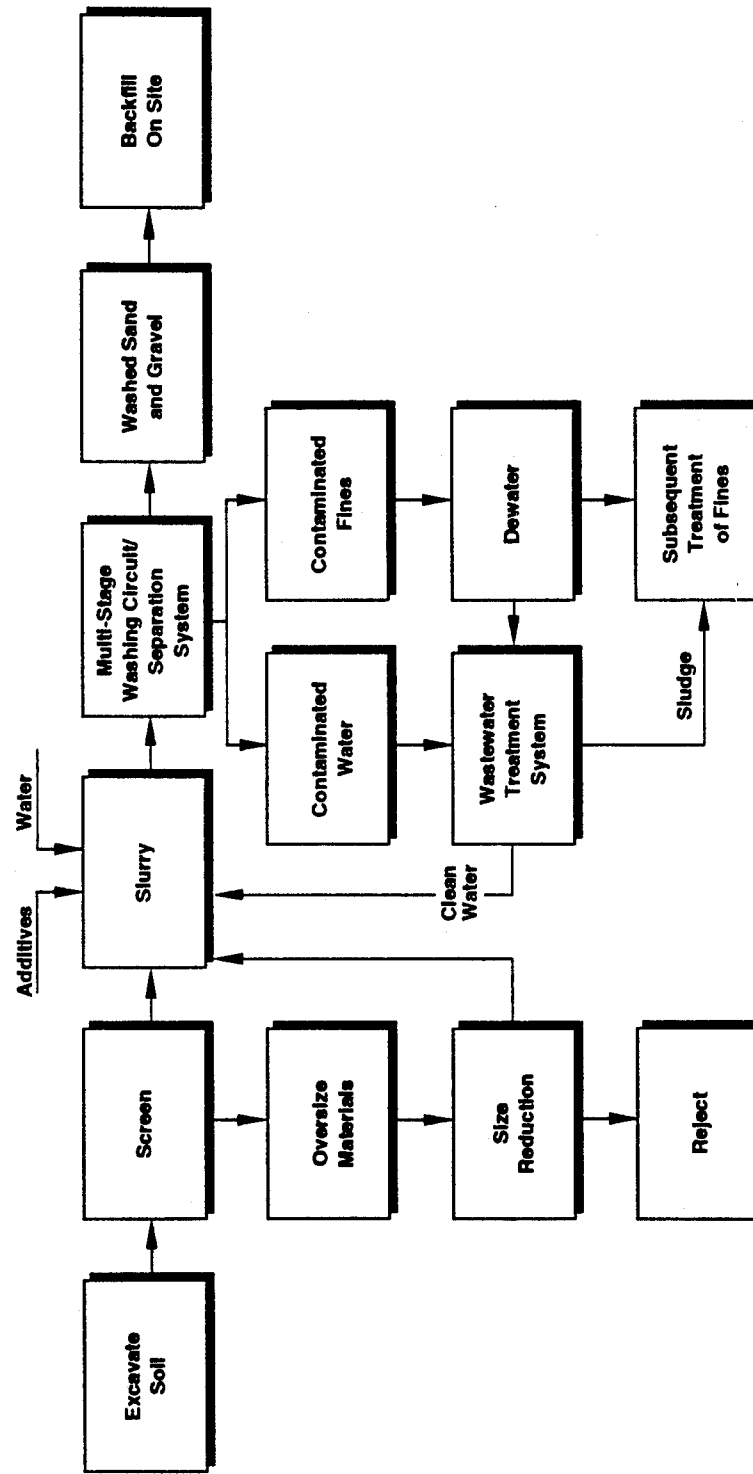 Additives
Water
Excavate
Soil
Screen
Slurry
Multi-Stage
Washing Circuit/
Separation
System
Washed Sand
and Gravel
Backfill
On Site
Oversize
Materials
Contaminated
Water
Contaminated
Fines
Size
Reduction
Clean
Water
Wastewater
Treatment
System
Dewater
Sludge
Reject
Subsequent
Treatment
of Fines